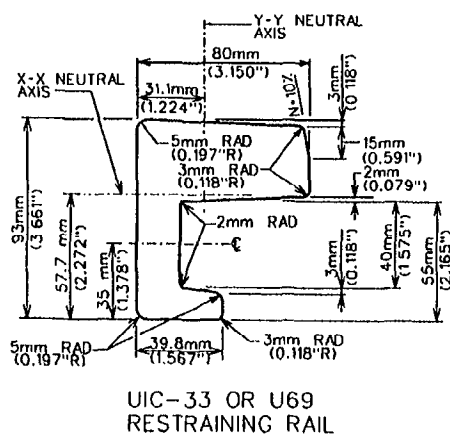 Y-Y NEUTRAL
AXIS
80mm
(3.150")
X-X NEUTRAL
AXIS
31.1mm
(1.224")
N=10%
3mm
(0.118")
5mm RAD
(0.197"R)
3mm RAD
(0.118"R)
15mm
(0.591")
2mm
(0.079")
93mm
(3.661")
57.7 mm
(2.272")
35 mm
(1.378")
2mm RAD
℄
3mm
(0.118")
40mm
(1.575")
55mm
(2.165")
5mm RAD
(0.197"R)
39.8mm
(1.567")
3mm RAD
(0.118"R)
UIC-33 OR U69
RESTRAINING RAIL